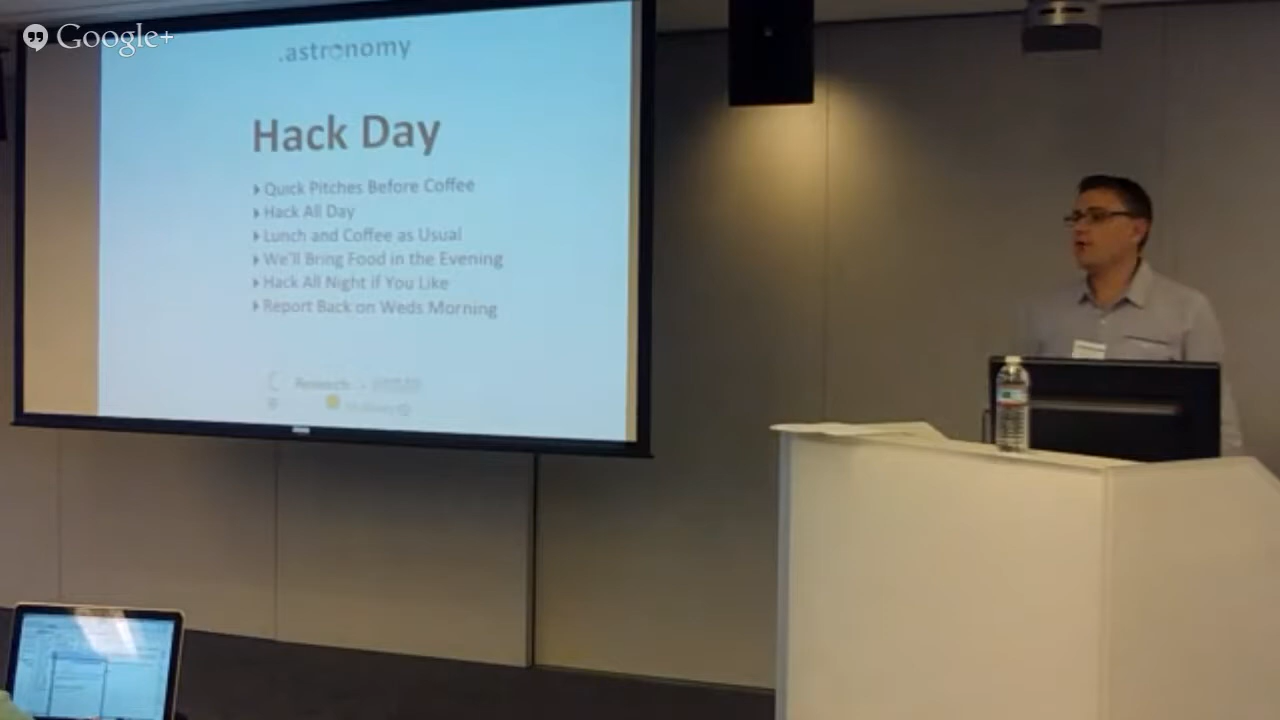 Google+
.astronomy
Hack Day
Quick Pitches Before Coffee
Hack All Day
Lunch and Coffee as Usual
We'll Bring Food in the Evening
Hack All Night if You Like
Report Back on Weds Morning
Research